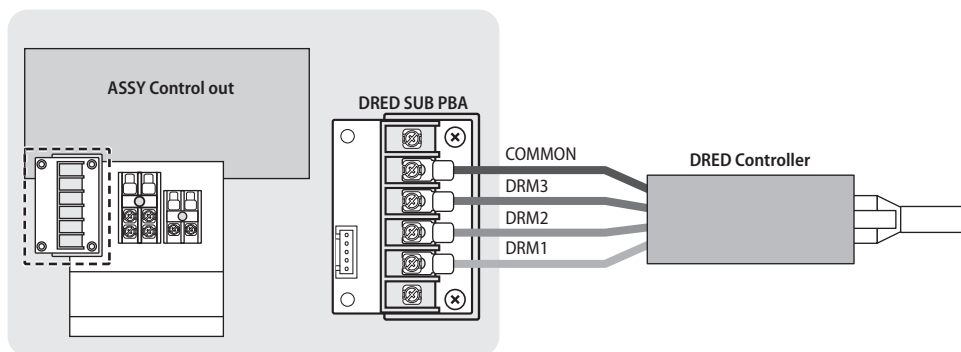 ASSY Control out
DRED SUB PBA
COMMON
DRM3
DRM2
DRM1
DRED Controller